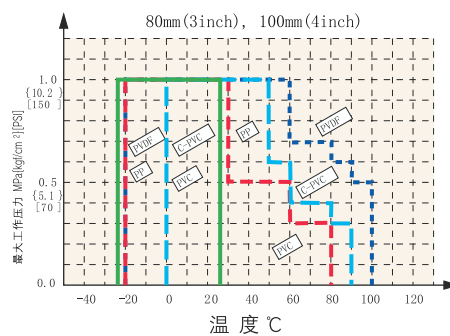 80mm(3inch), 100mm(4inch)
最大工作压力 MPa{kgf/cm²}[PSI]
1.0
{10.2}
[150 ]
0.5
{5.1}
[70 ]
0.0
PVDF
C-PVC
PP
PVC
PP
PVDF
C-PVC
PVC
-40
-20
0
20
40
60
80
100
120
温度℃